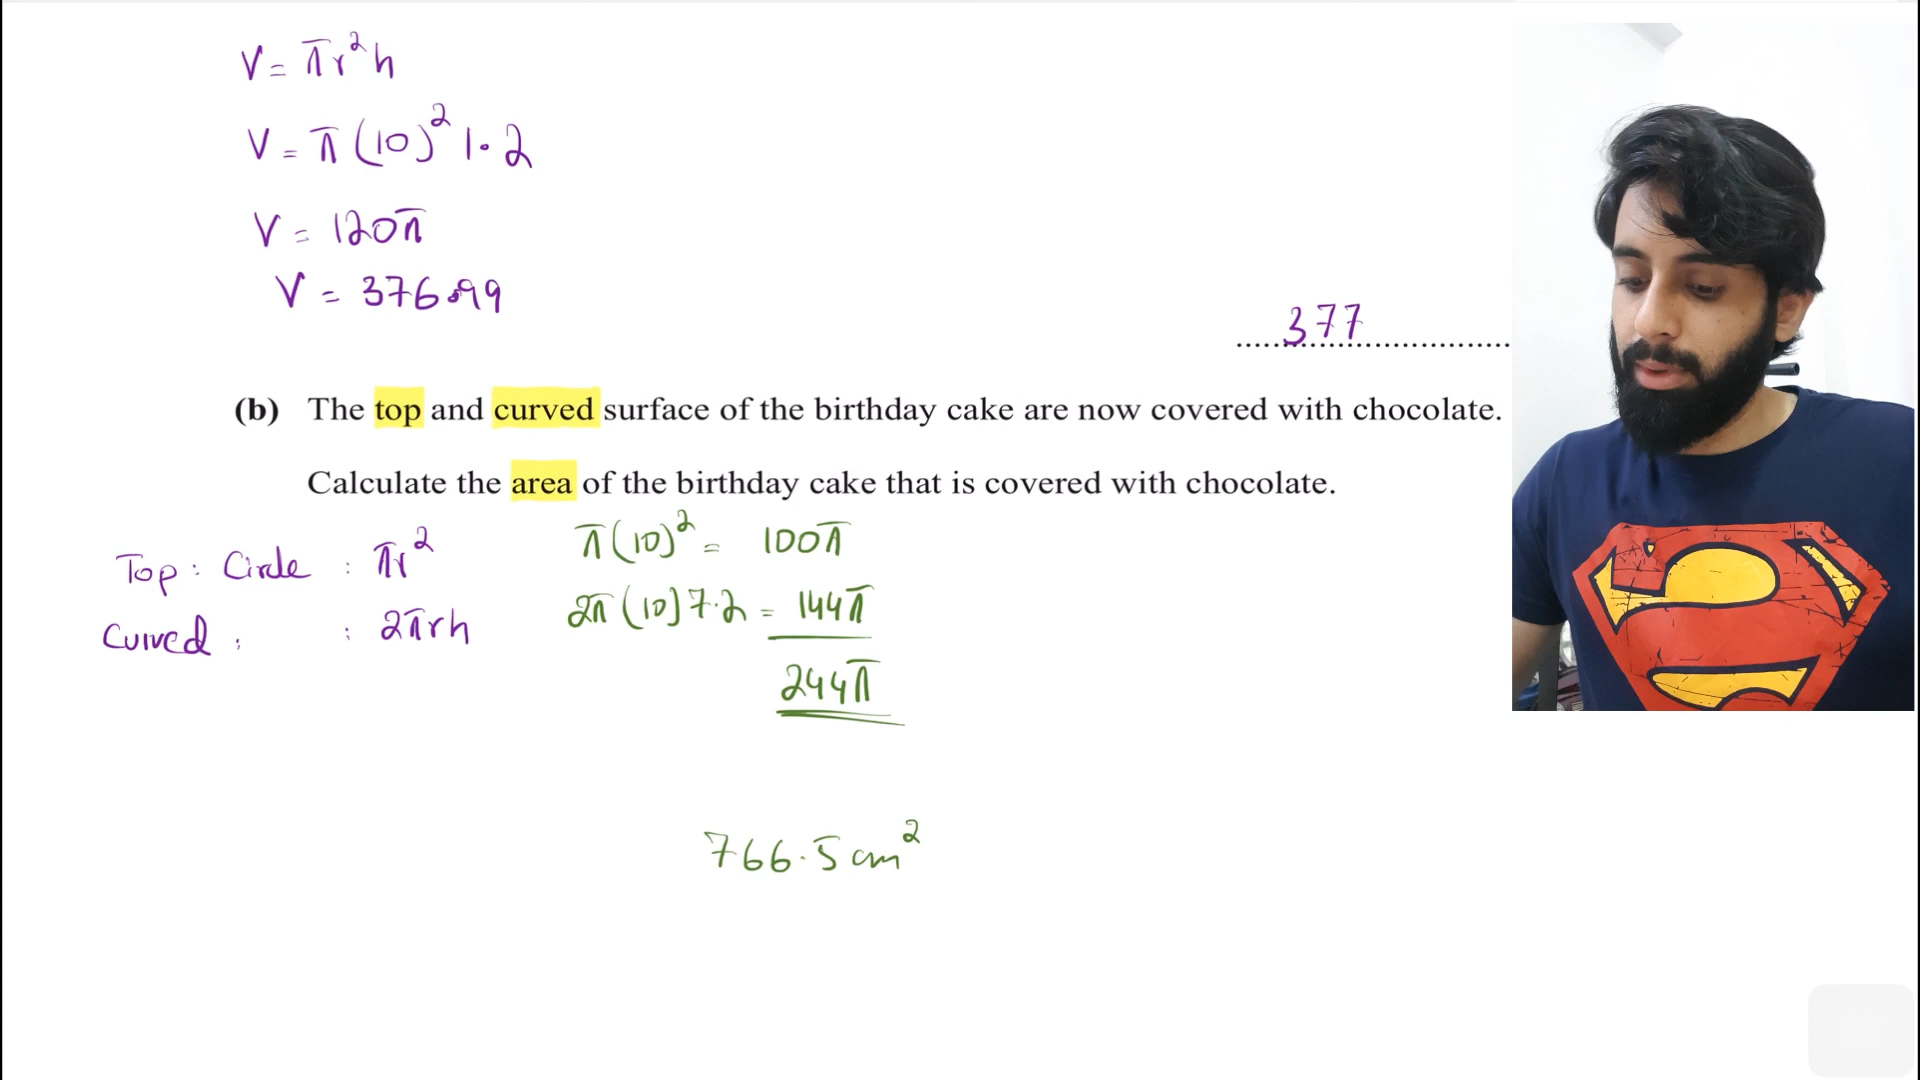 V = πr²h
V = π(10)² 1.2
V = 120π
V = 376.99
377
(b) The top and curved surface of the birthday cake are now covered with chocolate.
Calculate the area of the birthday cake that is covered with chocolate.
Top : Circle : πr²
Curved : : 2πrh
π(10)² = 100π
2π(10)7.2 = 144π
244π
766.5 cm²